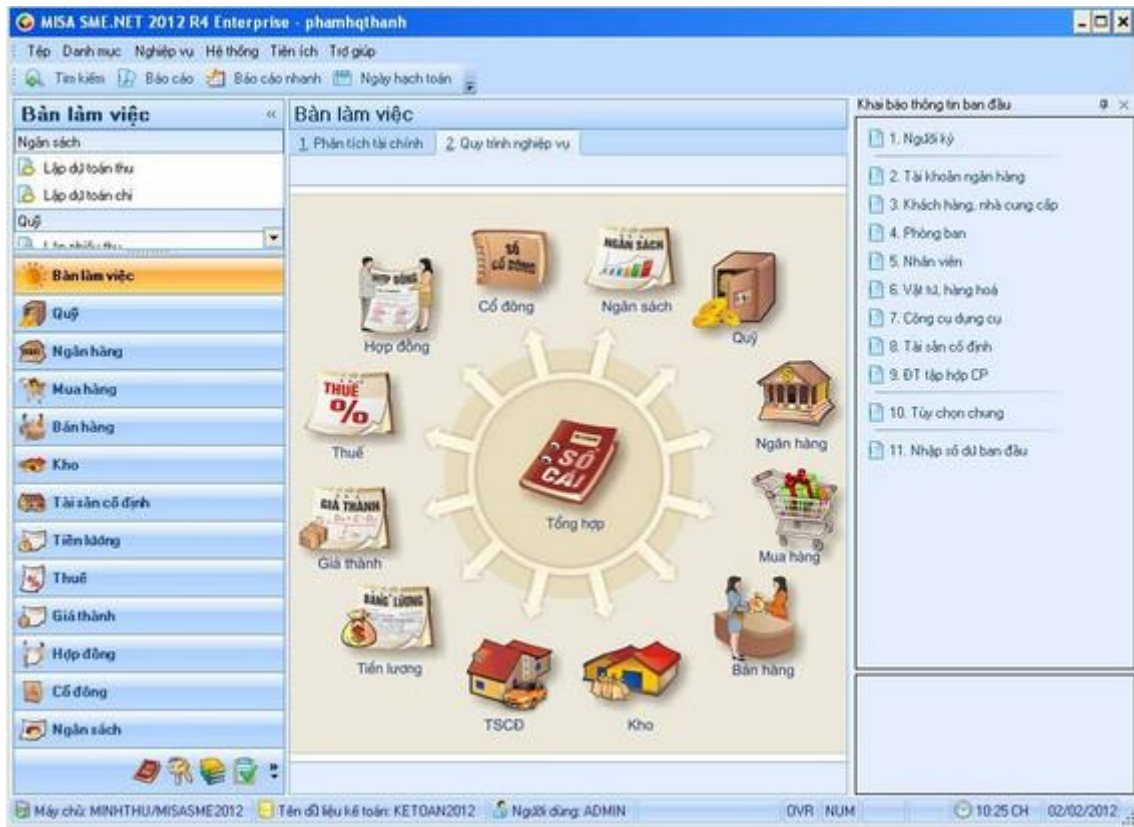 MISA SME.NET 2012 R4 Enterprise - phamhqthanh
Tệp Danh mục Nghiệp vụ Hệ thống Tiện ích Trợ giúp
Tìm kiếm Báo cáo Báo cáo nhanh Ngày hạch toán
Bàn làm việc
Ngân sách
Lập dự toán thu
Lập dự toán chi
Quỹ
Lập phiếu thu
Bàn làm việc
Quỹ
Ngân hàng
Mua hàng
Bán hàng
Kho
Tài sản cố định
Tiền lương
Thuế
Giá thành
Hợp đồng
Cổ đông
Ngân sách
Bàn làm việc
1 Phân tích tài chính 2 Quy trình nghiệp vụ
SỔ CỔ ĐÔNG
Cổ đông
NGÂN SÁCH
Ngân sách
Quỹ
HỢP ĐỒNG
Hợp đồng
THUẾ %
Thuế
Ngân hàng
SỔ CÁI
Tổng hợp
GIÁ THÀNH
Giá thành
Mua hàng
BẢNG LƯƠNG
Tiền lương
TSCĐ
Kho
Bán hàng
Khai báo thông tin ban đầu
1. Người ký
2. Tài khoản ngân hàng
3. Khách hàng, nhà cung cấp
4. Phòng ban
5. Nhân viên
6. Vật tư, hàng hoá
7. Công cụ dụng cụ
8. Tài sản cố định
9. ĐT tập hợp CP
10. Tùy chọn chung
11. Nhập số dư ban đầu
Máy chủ: MINHTHU/MISASME2012 Tên dữ liệu kế toán: KETOAN2012 Người dùng: ADMIN OVR NUM 10:25 CH 02/02/2012